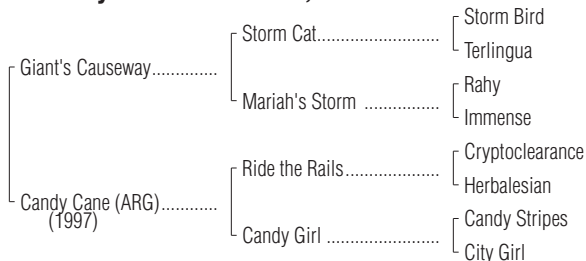 Storm Bird
Storm Cat
Terlingua
Giant's Causeway
Rahy
Mariah's Storm
Immense
Cryptoclearance
Ride the Rails
Herbalesian
Candy Cane (ARG)
(1997)
Candy Stripes
Candy Girl
City Girl